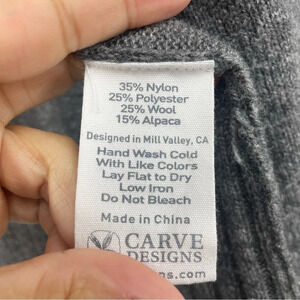 35% Nylon
25% Polyester
25% Wool
15% Alpaca
Designed in Mill Valley, CA
Hand Wash Cold
With Like Colors
Lay Flat to Dry
Low Iron
Do Not Bleach
Made in China
CARVE
DESIGNS